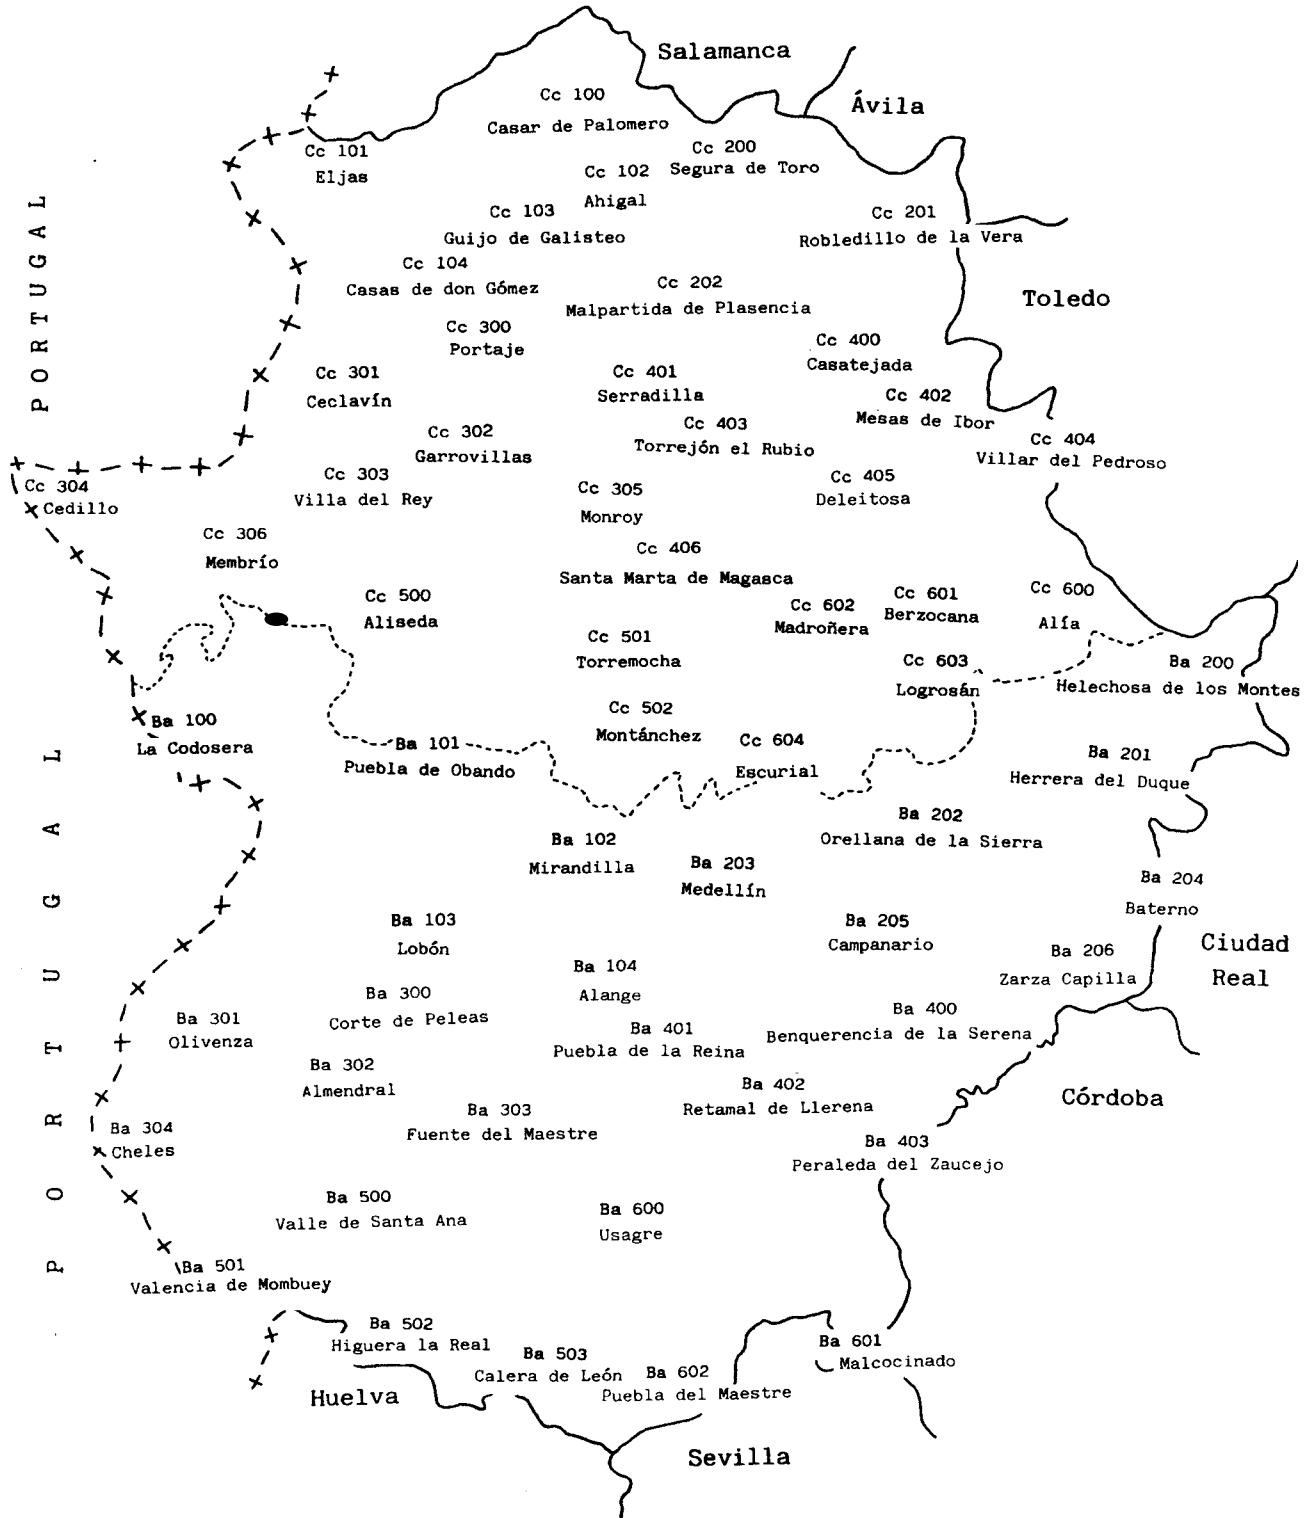 Salamanca
Ávila
Cc 100
Casar de Palomero
Cc 101
Eljas
Cc 200
Segura de Toro
Cc 102
Ahigal
Cc 103
Guijo de Galisteo
Cc 201
Robledillo de la Vera
PORTUGAL
Cc 104
Casas de don Gómez
Cc 202
Malpartida de Plasencia
Toledo
Cc 300
Portaje
Cc 400
Casatejada
Cc 301
Ceclavín
Cc 401
Serradilla
Cc 402
Mesas de Ibor
Cc 302
Garrovillas
Cc 403
Torrejón el Rubio
Cc 404
Villar del Pedroso
Cc 303
Villa del Rey
Cc 304
Cedillo
Cc 305
Monroy
Cc 405
Deleitosa
Cc 306
Membrío
Cc 406
Santa Marta de Magasca
Cc 500
Aliseda
Cc 602
Madroñera
Cc 601
Berzocana
Cc 600
Alía
Cc 501
Torremocha
Cc 603
Logrosán
Ba 200
Helechosa de los Montes
Ba 100
La Codosera
Cc 502
Montánchez
Ba 101
Puebla de Obando
Cc 604
Escurial
Ba 201
Herrera del Duque
Ba 202
Orellana de la Sierra
Ba 102
Mirandilla
Ba 203
Medellín
Ba 204
Baterno
PORTUGAL
Ba 103
Lobón
Ba 205
Campanario
Ciudad
Real
Ba 206
Zarza Capilla
Ba 104
Alange
Ba 300
Corte de Peleas
Ba 301
Olivenza
Ba 400
Benquerencia de la Serena
Ba 401
Puebla de la Reina
Ba 302
Almendral
Ba 402
Retamal de Llerena
Córdoba
Ba 303
Fuente del Maestre
Ba 304
Cheles
Ba 403
Peraleda del Zaucejo
Ba 500
Valle de Santa Ana
Ba 600
Usagre
Ba 501
Valencia de Mombuey
Ba 502
Higuera la Real
Ba 503
Calera de León
Ba 602
Puebla del Maestre
Ba 601
Malcocinado
Huelva
Sevilla